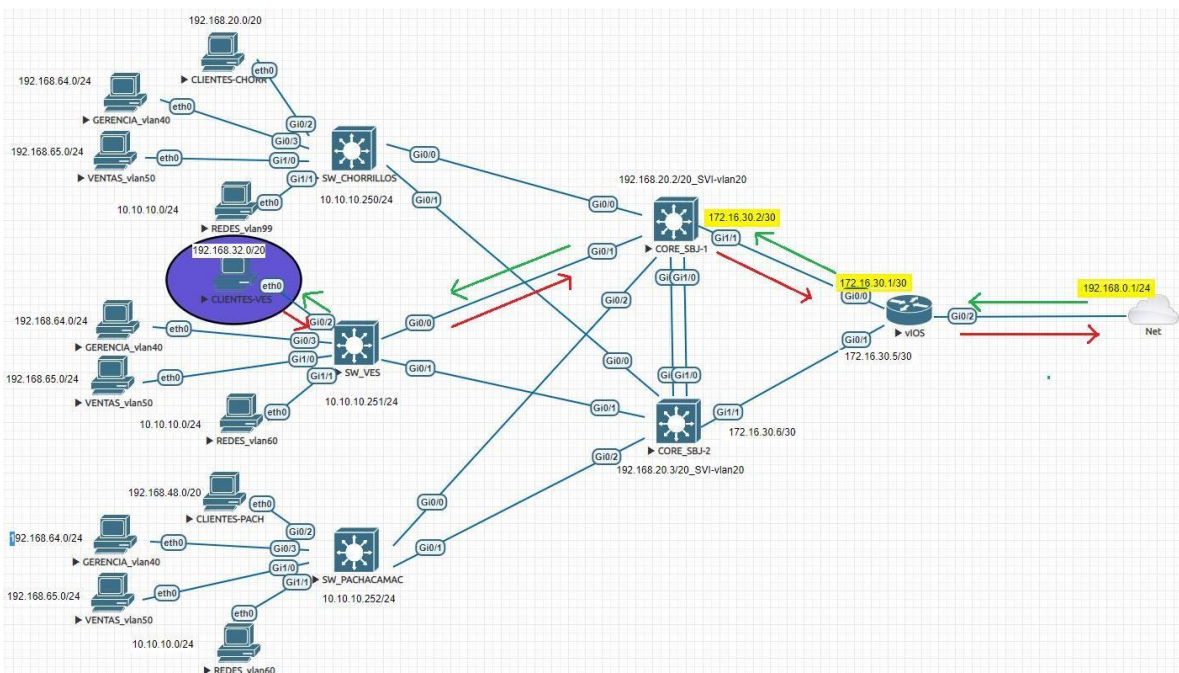 192.168.20.0/20
eth0
CLIENTES-CHORR
192.168.64.0/24
eth0
GERENCIA_vlan40
Gi0/2
Gi0/3
192.168.65.0/24
eth0
Gi1/0
VENTAS_vlan50
Gi1/1
SW_CHORRILLOS
10.10.10.250/24
Gi0/0
Gi0/1
10.10.10.0/24
eth0
REDES_vlan99
192.168.32.0/20
eth0
CLIENTES-VES
192.168.64.0/24
eth0
GERENCIA_vlan40
Gi0/2
Gi0/3
192.168.65.0/24
eth0
Gi1/0
VENTAS_vlan50
Gi1/1
SW_VES
10.10.10.251/24
Gi0/0
Gi0/1
10.10.10.0/24
eth0
REDES_vlan60
192.168.48.0/20
eth0
CLIENTES-PACH
192.168.64.0/24
eth0
GERENCIA_vlan40
Gi0/2
Gi0/3
192.168.65.0/24
eth0
Gi1/0
VENTAS_vlan50
Gi1/1
SW_PACHACAMAC
10.10.10.252/24
Gi0/0
Gi0/1
10.10.10.0/24
eth0
REDES_vlan60
192.168.20.2/20_SVI-vlan20
Gi0/0
Gi0/1
Gi0/2
CORE_SBJ-1
172.16.30.2/30
Gi1/1
Gi1/0
Gi0/0
Gi0/1
Gi0/2
Gi1/0
Gi1/1
CORE_SBJ-2
172.16.30.6/30
192.168.20.3/20_SVI-vlan20
172.16.30.1/30
Gi0/0
Gi0/1
vIOS
Gi0/2
172.16.30.5/30
192.168.0.1/24
Net